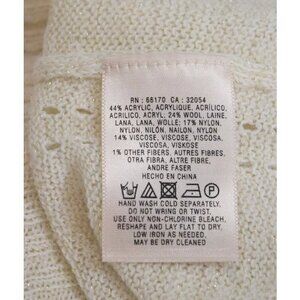 RN : 66170 CA : 32054
44% ACRYLIC, ACRYLIQUE, ACRÍLICO,
ACRILICO, ACRYL; 24% WOOL, LAINE,
LANA, LANA, WOLLE; 17% NYLON,
NYLON, NILÓN, NAILON, NYLON
14% VISCOSE, VISCOSE, VISCOSA,
VISCOSA, VISKOSE
1% OTHER FIBERS, AUTRES FIBRES,
OTRA FIBRA, ALTRE FIBRE,
ANDRE FASER
HECHO EN CHINA
HAND WASH COLD SEPARATELY.
DO NOT WRING OR TWIST.
USE ONLY NON-CHLORINE BLEACH.
RESHAPE AND LAY FLAT TO DRY.
LOW IRON AS NEEDED.
MAY BE DRY CLEANED